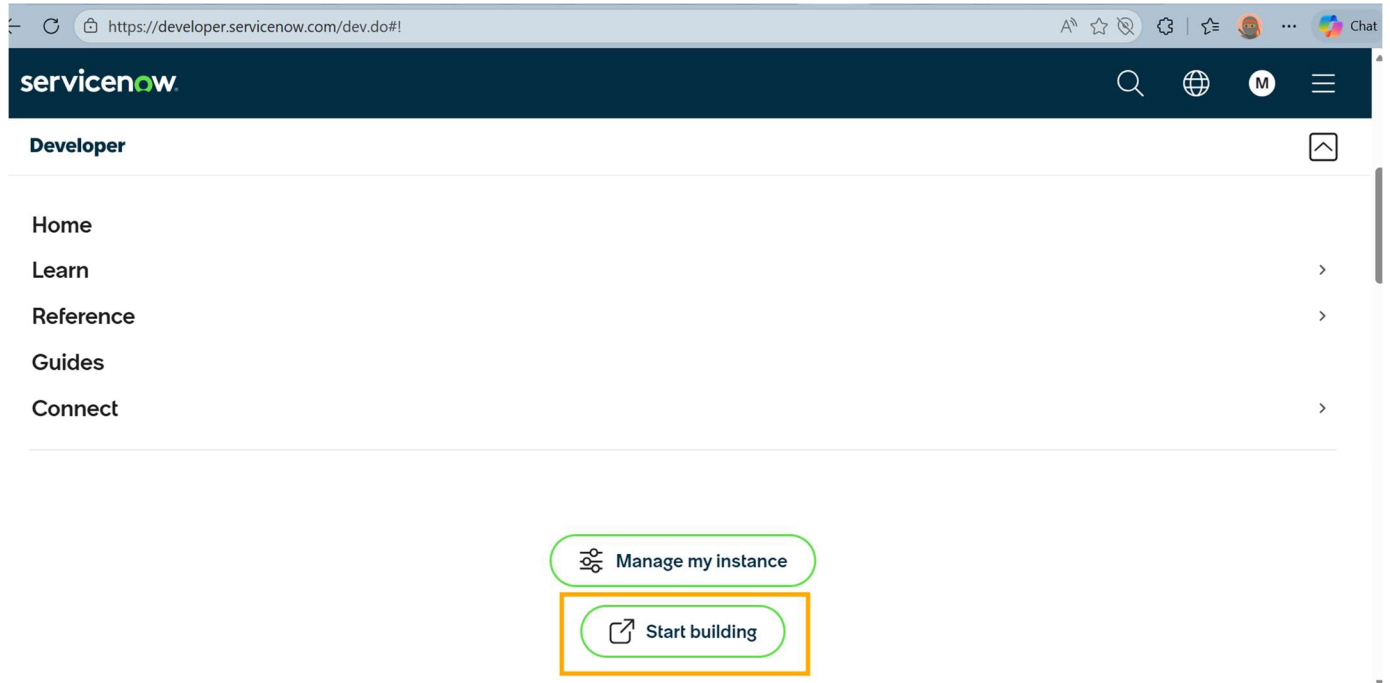 https://developer.servicenow.com/dev.do#!
Chat
servicenow.
M
Developer
Home
Learn
Reference
Guides
Connect
Manage my instance
Start building